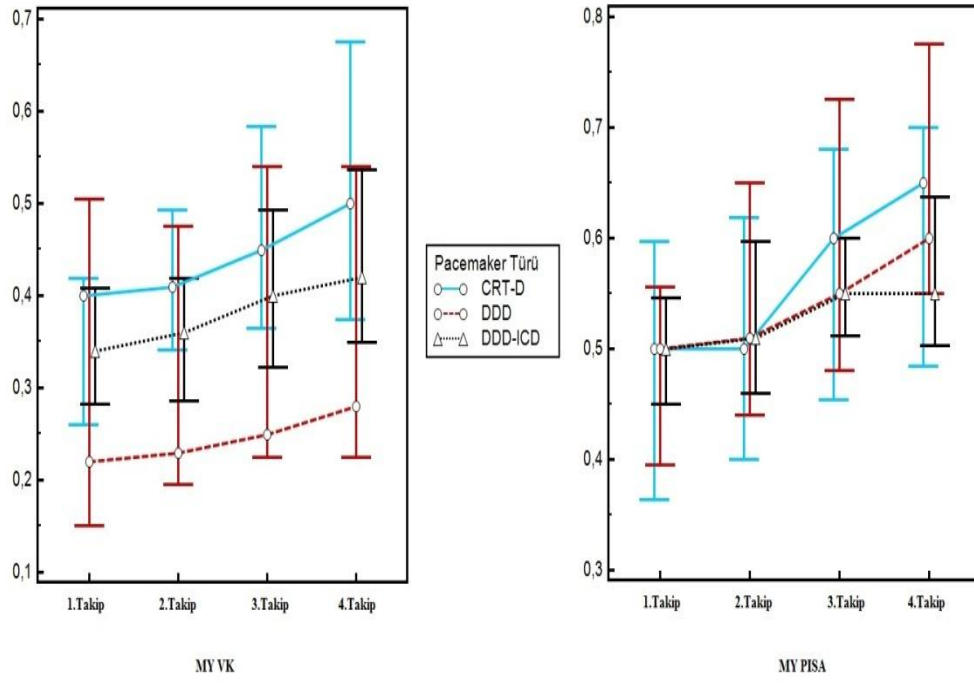 0,7
0,6
0,5
0,4
0,3
0,2
0,1
1.Takip 2.Takip 3.Takip 4.Takip
MY VK
Pacemaker Türü
CRT-D
DDD
DDD-ICD
0,8
0,7
0,6
0,5
0,4
0,3
1.Takip 2.Takip 3.Takip 4.Takip
MY PISA